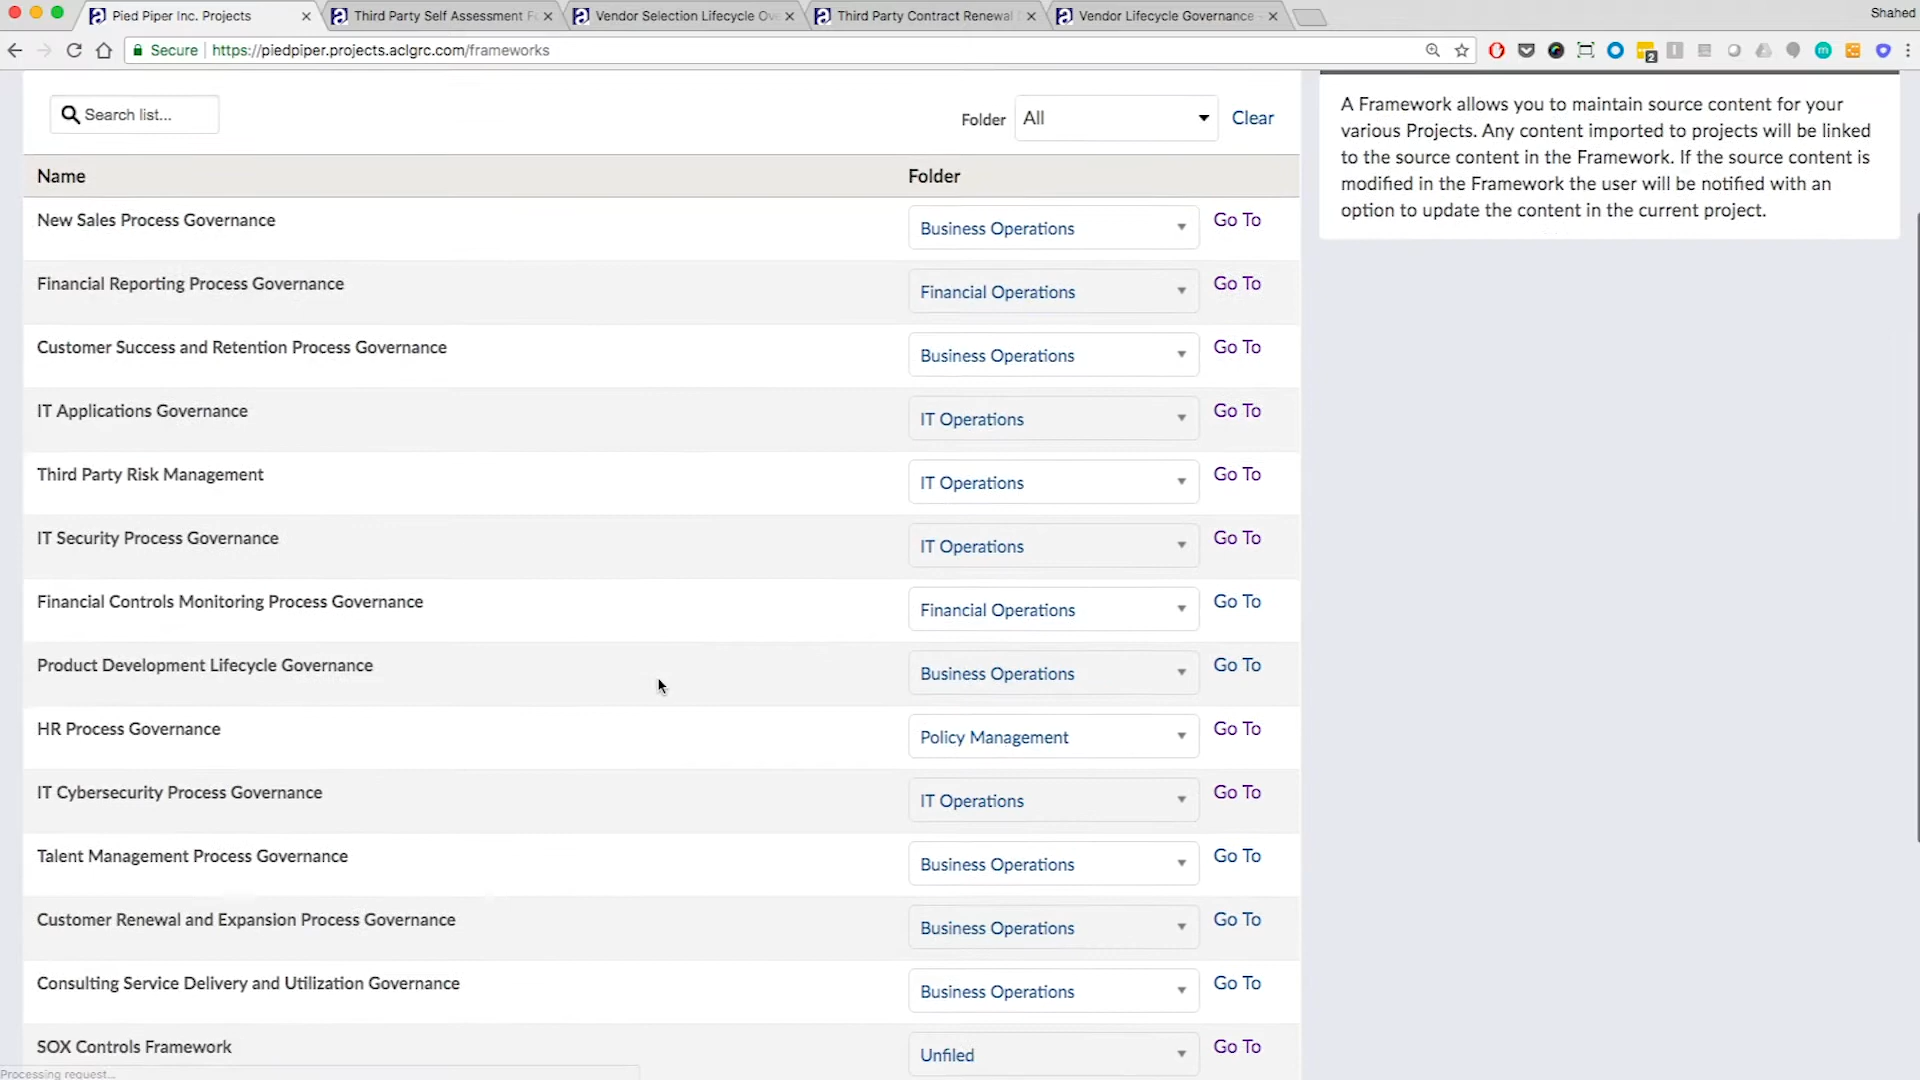 Pied Piper Inc. Projects
Third Party Self Assessment Fo
Vendor Selection Lifecycle Ove
Third Party Contract Renewal
Vendor Lifecycle Governance
Shahed
Secure | https://piedpiper.projects.aclgrc.com/frameworks
2
Search list...
Folder All Clear
Name Folder
New Sales Process Governance Business Operations Go To
Financial Reporting Process Governance Financial Operations Go To
Customer Success and Retention Process Governance Business Operations Go To
IT Applications Governance IT Operations Go To
Third Party Risk Management IT Operations Go To
IT Security Process Governance IT Operations Go To
Financial Controls Monitoring Process Governance Financial Operations Go To
Product Development Lifecycle Governance Business Operations Go To
HR Process Governance Policy Management Go To
IT Cybersecurity Process Governance IT Operations Go To
Talent Management Process Governance Business Operations Go To
Customer Renewal and Expansion Process Governance Business Operations Go To
Consulting Service Delivery and Utilization Governance Business Operations Go To
SOX Controls Framework Unfiled Go To
Processing request...
A Framework allows you to maintain source content for your
various Projects. Any content imported to projects will be linked
to the source content in the Framework. If the source content is
modified in the Framework the user will be notified with an
option to update the content in the current project.